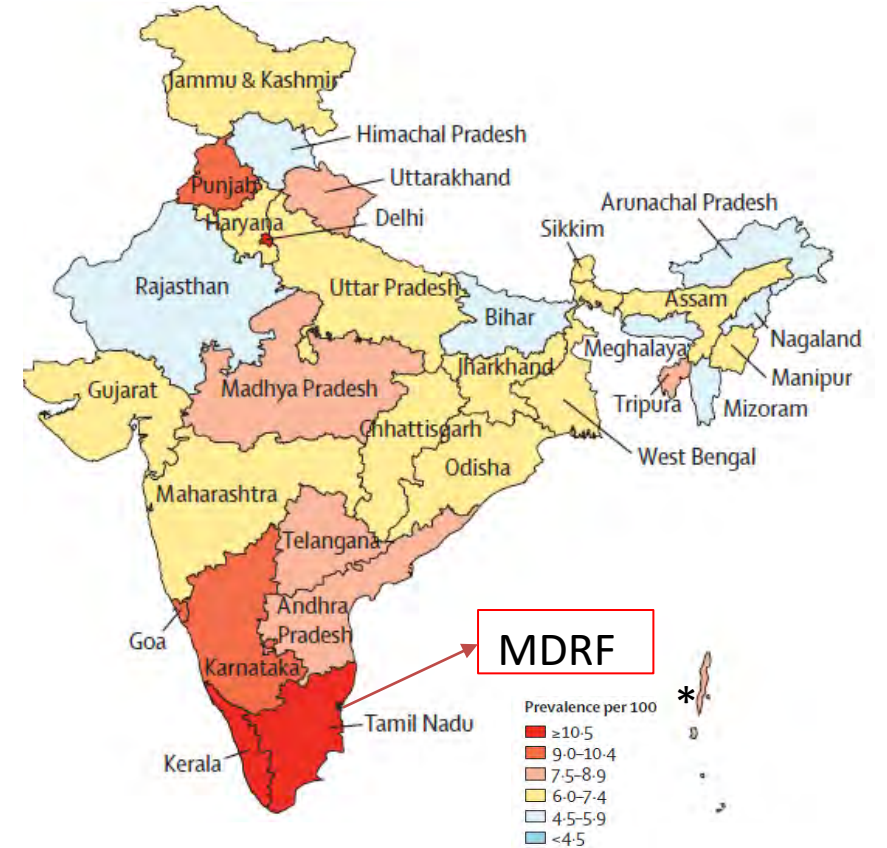 Jammu & Kashmir
Himachal Pradesh
Punjab
Uttarakhand
Haryana
Delhi
Arunachal Pradesh
Sikkim
Rajasthan
Uttar Pradesh
Bihar
Assam
Meghalaya
Nagaland
Gujarat
Madhya Pradesh
Jharkhand
Manipur
Tripura
Mizoram
Chhattisgarh
West Bengal
Odisha
Maharashtra
Telangana
Andhra
Pradesh
Goa
MDRF
Karnataka
*
Tamil Nadu
Kerala
Prevalence per 100
≥10·5
9·0–10·4
7·5–8·9
6·0–7·4
4·5–5·9
<4·5